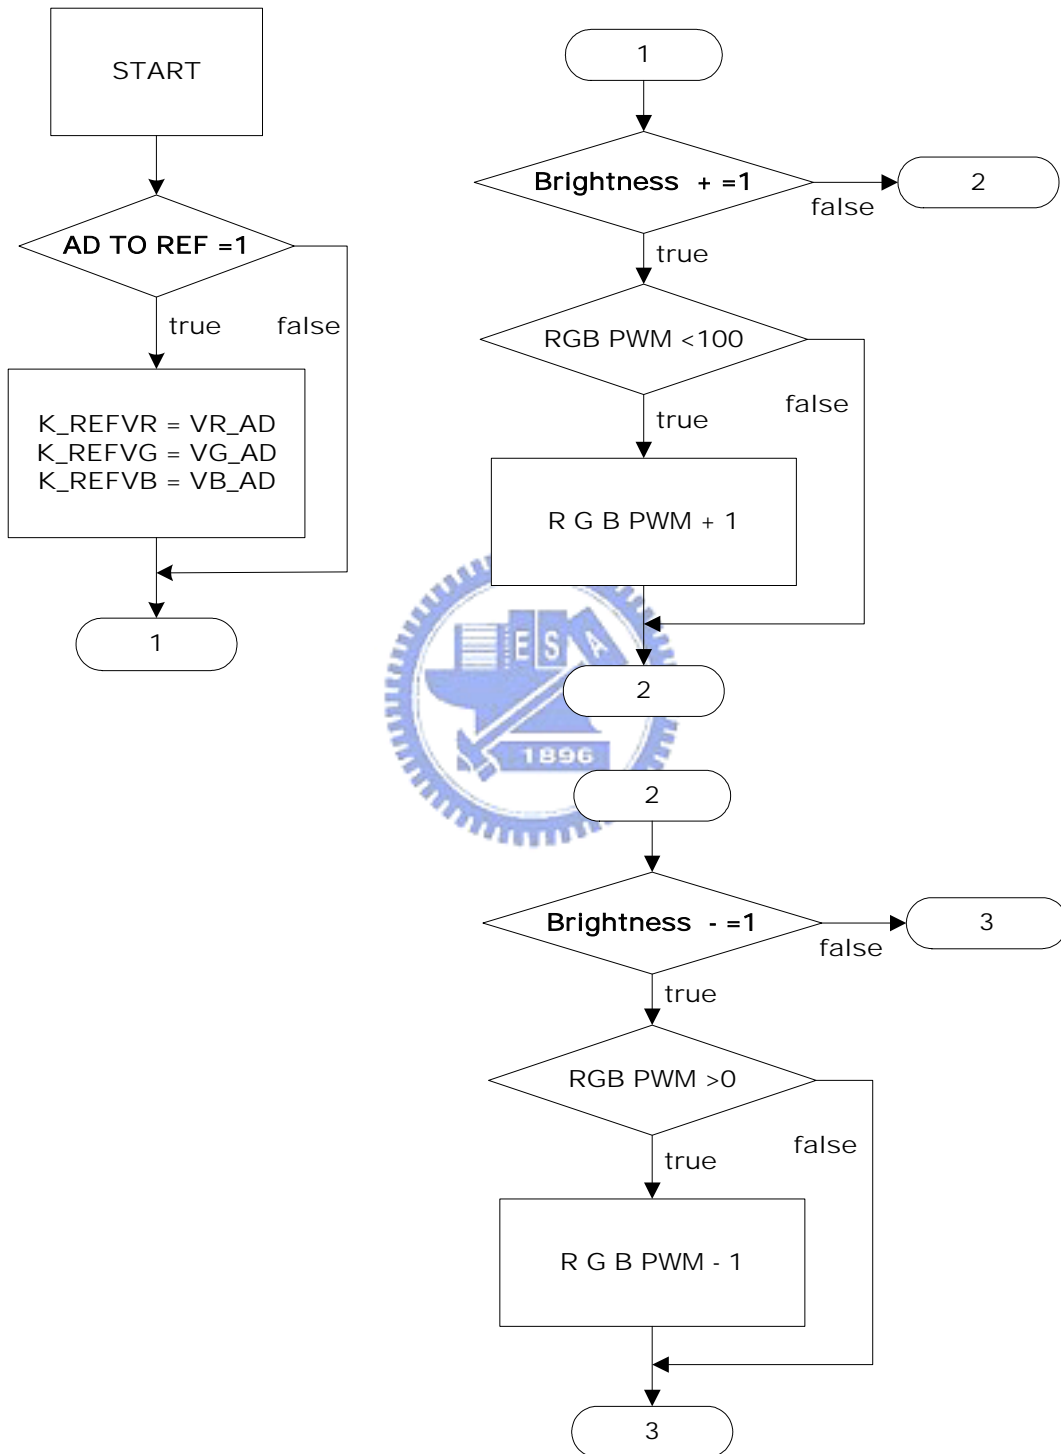 START
AD TO REF =1
true
false
K_REFVR = VR_AD
K_REFVG = VG_AD
K_REFVB = VB_AD
1
1
Brightness + =1
false
2
true
RGB PWM <100
false
true
R G B PWM + 1
2
E S A
1896
2
Brightness - =1
false
3
true
RGB PWM >0
false
true
R G B PWM - 1
3